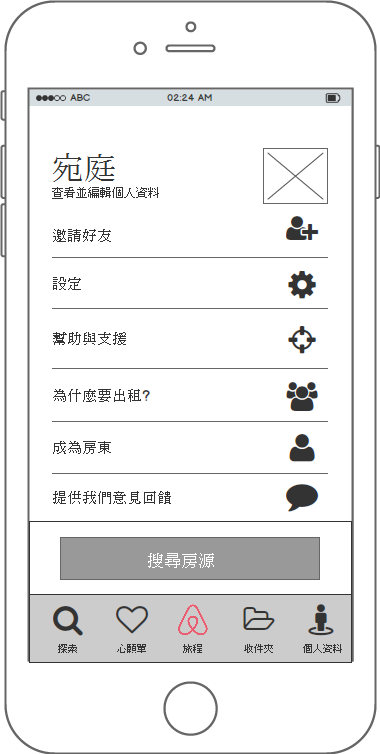 ABC 02:24 AM
宛庭
查看並編輯個人資料
邀請好友
設定
幫助與支援
為什麼要出租?
成為房東
提供我們意見回饋
搜尋房源
探索 心願單 旅程 收件夾 個人資料